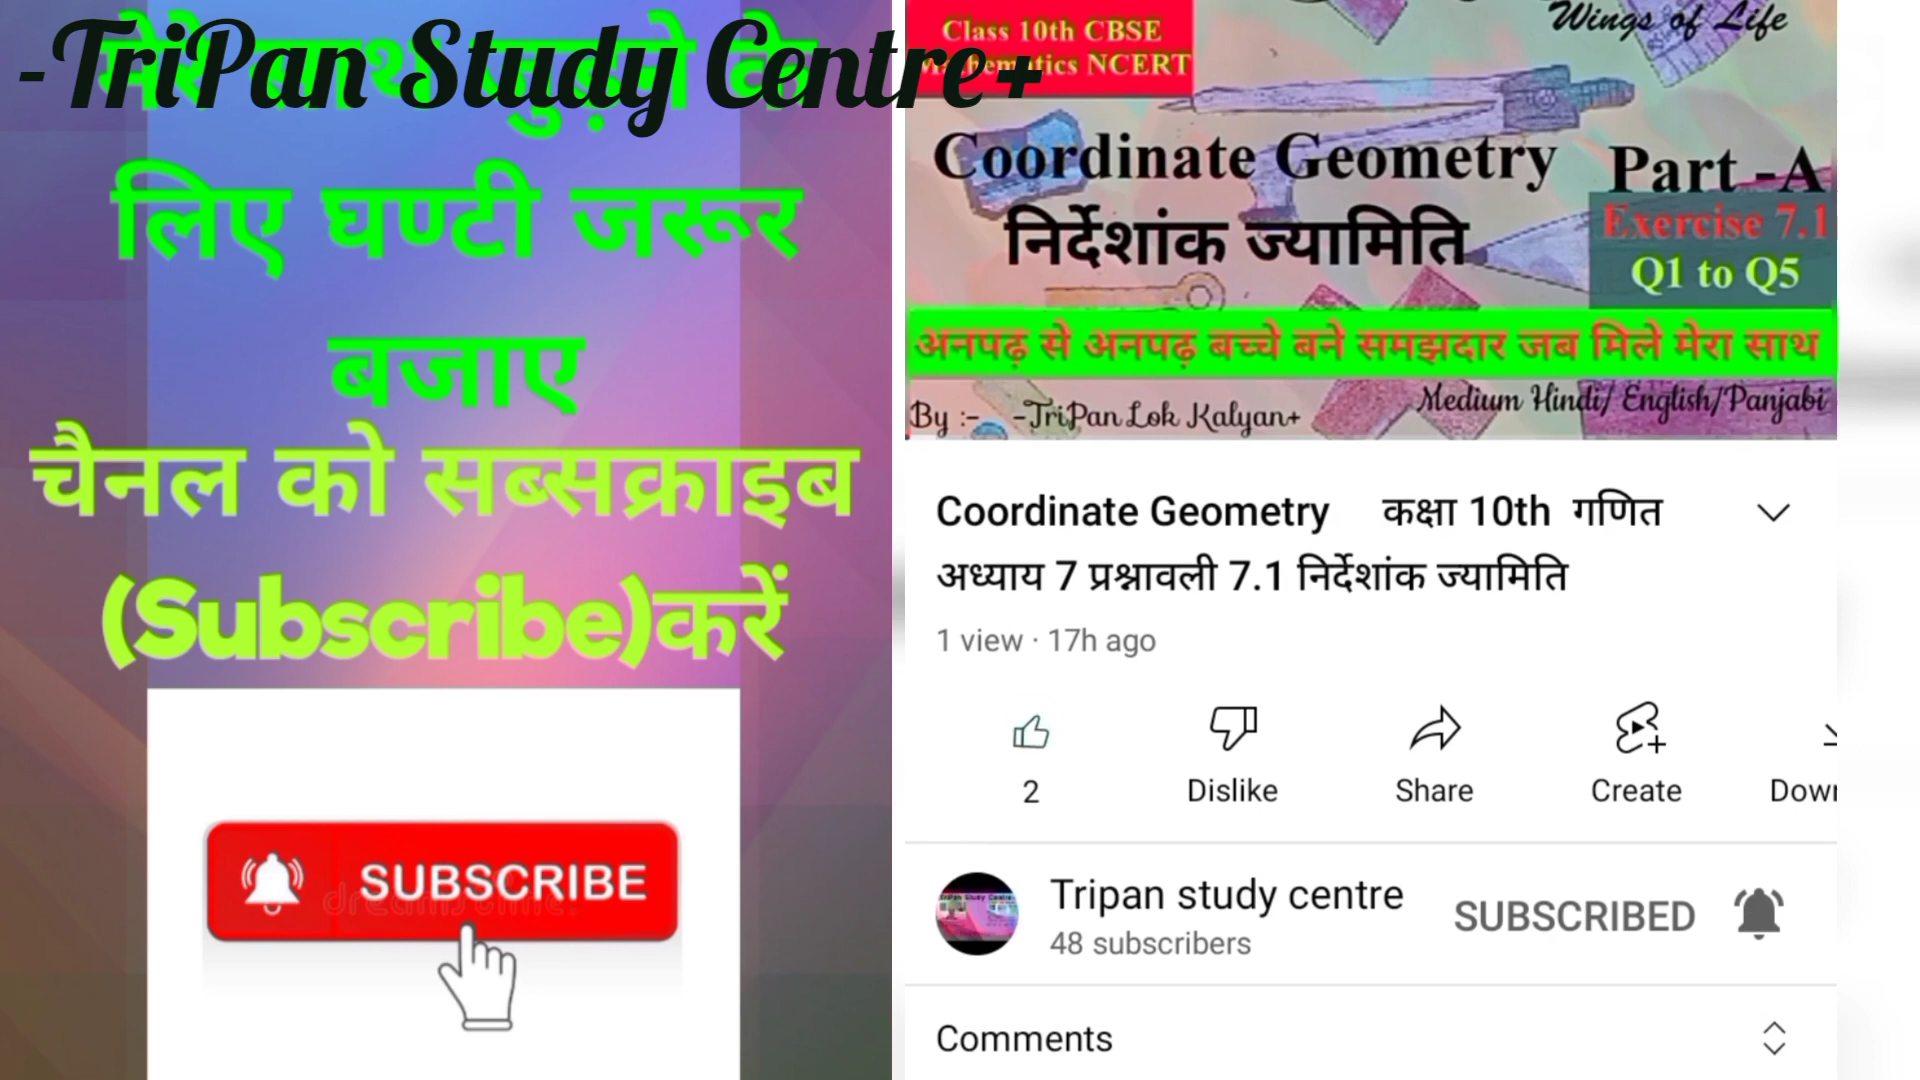 -TriPan Study Centre+
लिए घण्टी जरूर
बजाए
चैनल को सब्सक्राइब
(Subscribe)करें
SUBSCRIBE
Wings of Life
Class 10th CBSE
Mathematics NCERT
Coordinate Geometry
Part -A
निर्देशांक ज्यामिति
Exercise 7.1
Q1 to Q5
अनपढ़ से अनपढ़ बच्चे बने समझदार जब मिले मेरा साथ
Medium Hindi/ English/Panjabi
By :- -TriPan Lok Kalyan+
Coordinate Geometry कक्षा 10th गणित
अध्याय 7 प्रश्नावली 7.1 निर्देशांक ज्यामिति
1 view · 17h ago
2 Dislike Share Create
Tripan study centre
48 subscribers
SUBSCRIBED
Comments